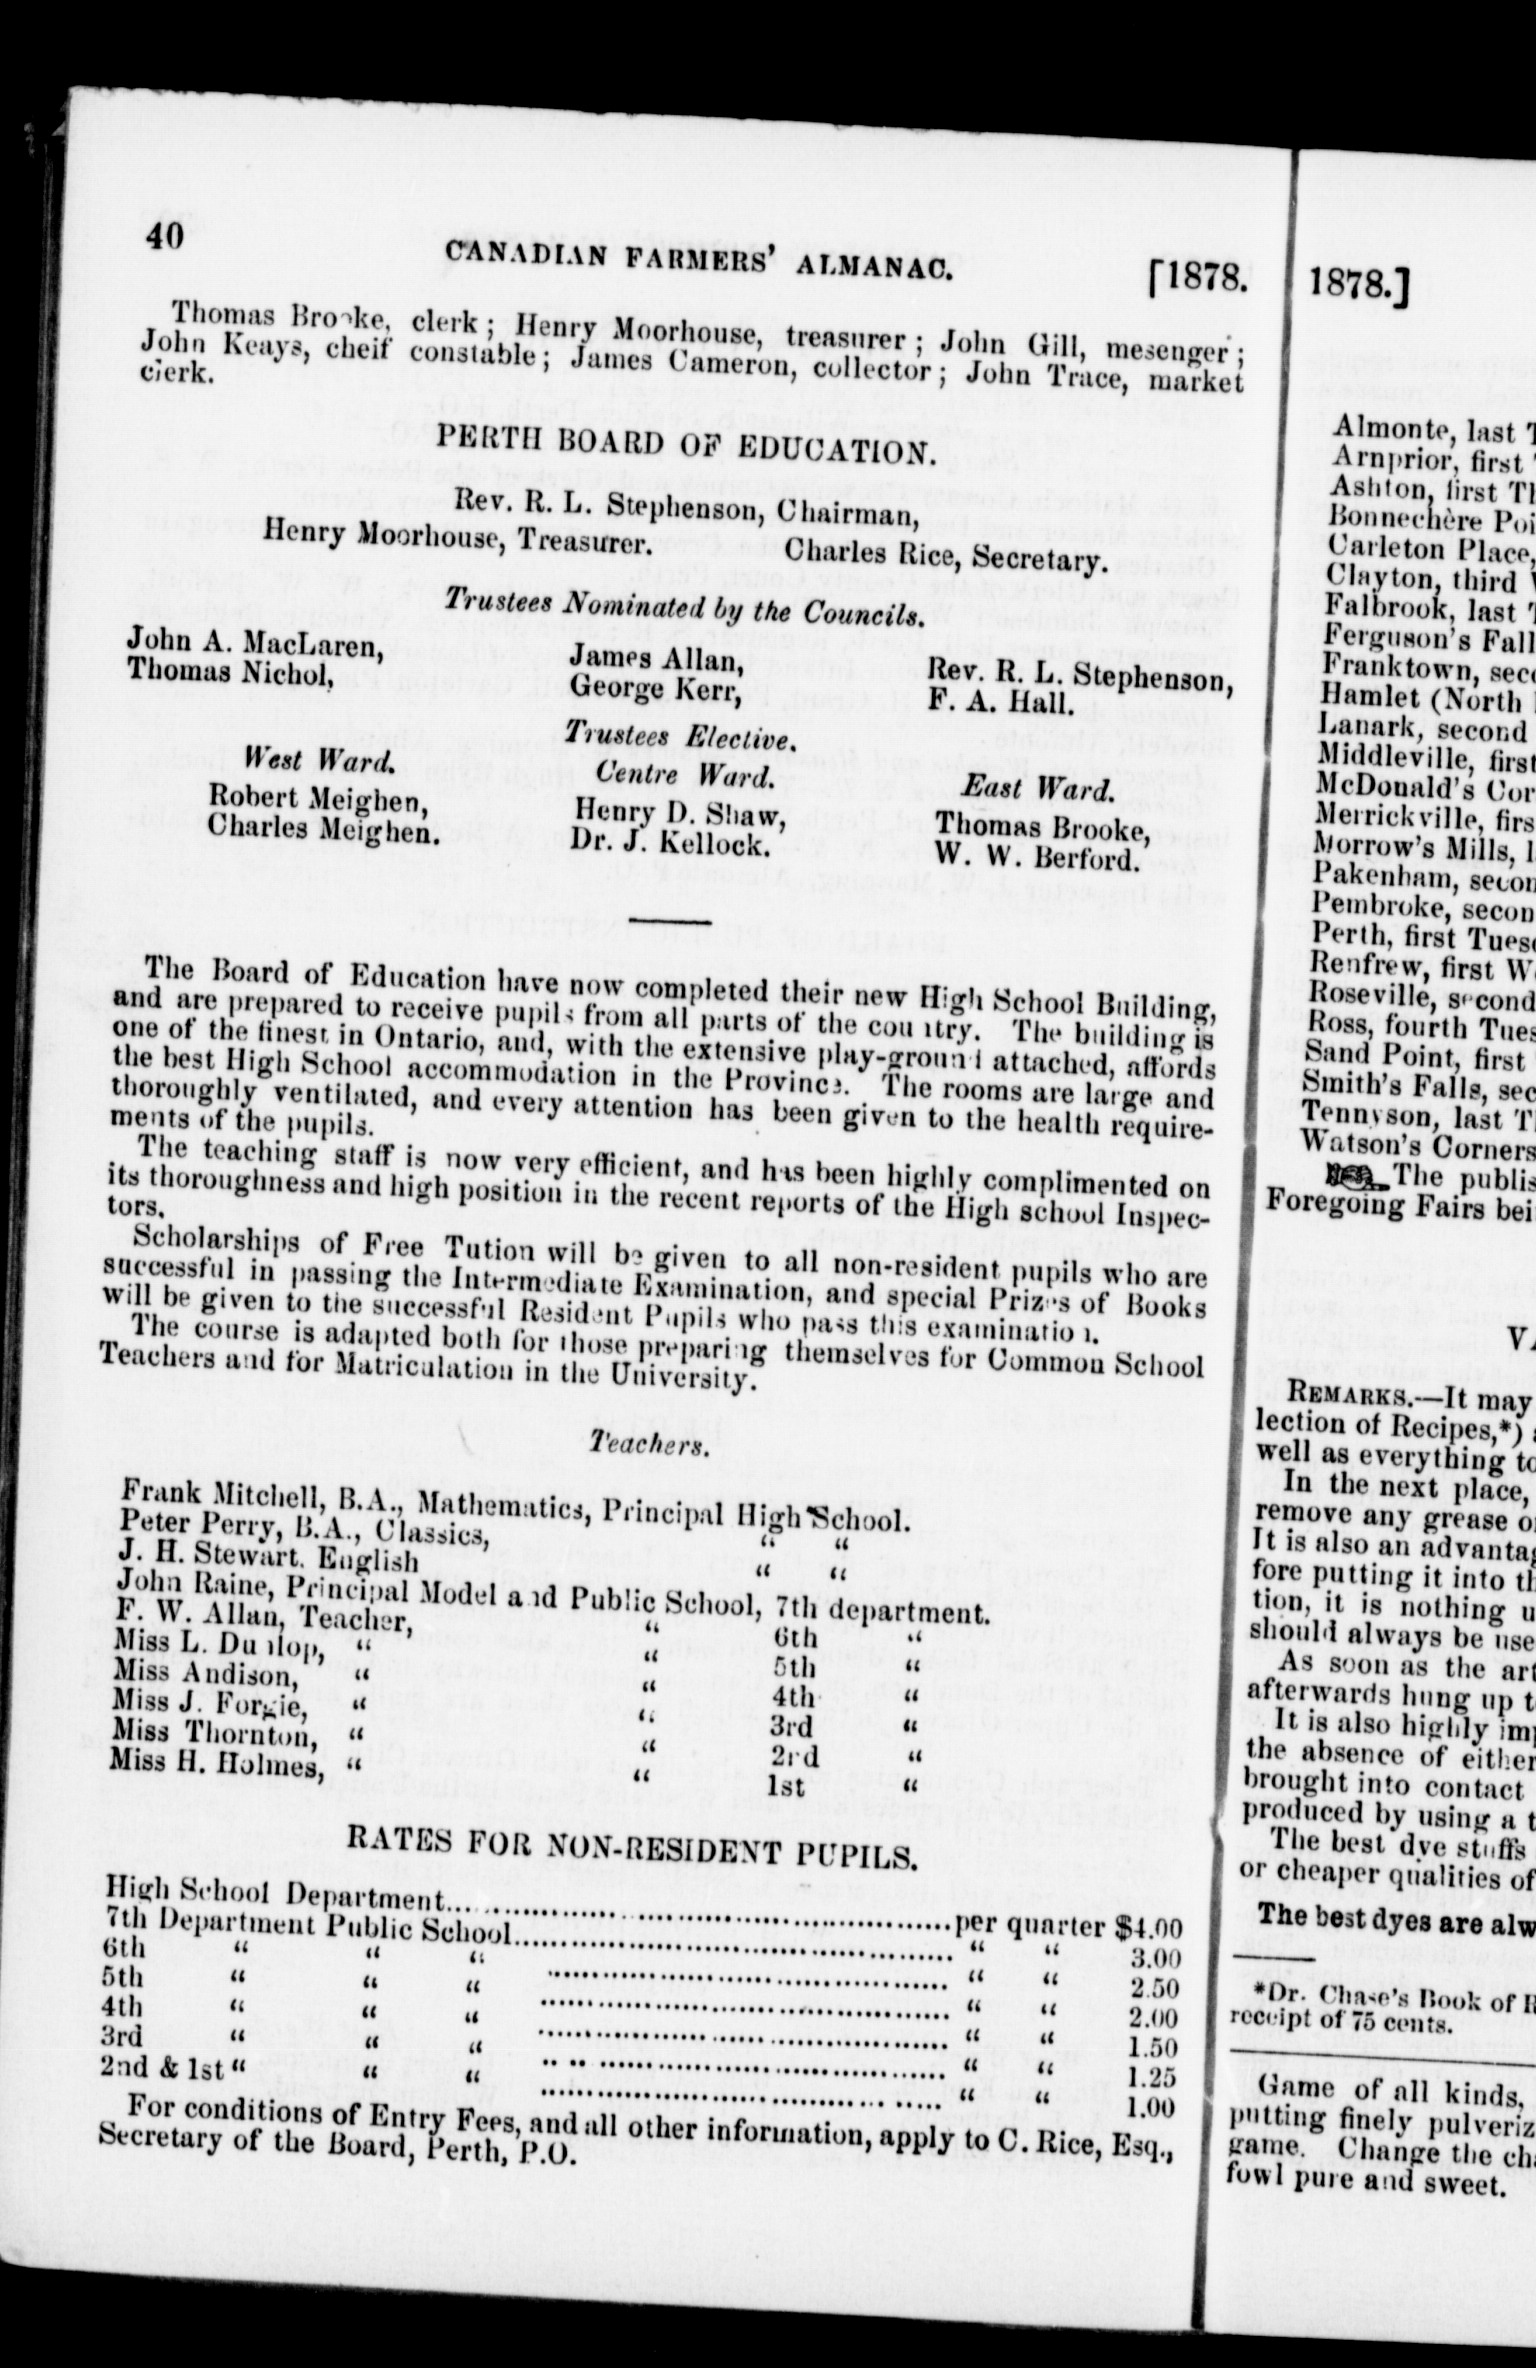 40 CANADIAN FARMERS' ALMANAC. [1878.
Thomas Brooke, clerk; Henry Moorhouse, treasurer; John Gill, mesenger;
John Keays, cheif constable; James Cameron, collector; John Trace, market
clerk.
PERTH BOARD OF EDUCATION.
Rev. R. L. Stephenson, Chairman,
Henry Moorhouse, Treasurer. Charles Rice, Secretary.
Trustees Nominated by the Councils.
John A. MacLaren, James Allan, Rev. R. L. Stephenson,
Thomas Nichol, George Kerr, F. A. Hall.
Trustees Elective.
West Ward. Centre Ward. East Ward.
Robert Meighen, Henry D. Shaw, Thomas Brooke,
Charles Meighen. Dr. J. Kellock. W. W. Berford.
The Board of Education have now completed their new High School Building,
and are prepared to receive pupils from all parts of the country. The building is
one of the finest in Ontario, and, with the extensive play-ground attached, affords
the best High School accommodation in the Province. The rooms are large and
thoroughly ventilated, and every attention has been given to the health require-
ments of the pupils.
The teaching staff is now very efficient, and has been highly complimented on
its thoroughness and high position in the recent reports of the High school Inspec-
tors.
Scholarships of Free Tution will be given to all non-resident pupils who are
successful in passing the Intermediate Examination, and special Prizes of Books
will be given to the successful Resident Pupils who pass this examination.
The course is adapted both for those preparing themselves for Common School
Teachers and for Matriculation in the University.
Teachers.
Frank Mitchell, B.A., Mathematics, Principal High School.
Peter Perry, B.A., Classics, " "
J. H. Stewart. English " "
John Raine, Principal Model and Public School, 7th department.
F. W. Allan, Teacher, " 6th "
Miss L. Dunlop, " " 5th "
Miss Andison, " " 4th "
Miss J. Forgie, " " 3rd "
Miss Thornton, " " 2rd "
Miss H. Holmes, " " 1st "
RATES FOR NON-RESIDENT PUPILS.
High School Department..........per quarter $4.00
7th Department Public School.......... " " 3.00
6th " " " .......... " " 2.50
5th " " " .......... " " 2.00
4th " " " .......... " " 1.50
3rd " " " .......... " " 1.25
2nd & 1st " " " .......... " " 1.00
For conditions of Entry Fees, and all other information, apply to C. Rice, Esq.,
Secretary of the Board, Perth, P.O.
1878.]
Almonte, last
Arnprior, first
Ashton, first
Bonnechère
Carleton Place,
Clayton, third
Falbrook, last
Ferguson's Fall
Franktown,
Hamlet (North
Lanark, second
Middleville, first
McDonald's
Merrickville,
Morrow's Mills,
Pakenham,
Pembroke,
Perth, first
Renfrew, first
Roseville, second
Ross, fourth
Sand Point, first
Smith's Falls,
Tennyson, last
Watson's Corners
The
Foregoing Fairs
REMARKS.—It may
lection of Recipes,*)
well as everything
In the next place,
remove any grease
It is also an
fore putting it into
tion, it is nothing
should always be
As soon as the
afterwards hung up
It is also highly
the absence of either
brought into contact
produced by using a
The best dye stuffs
or cheaper qualities of
The best dyes are
*Dr. Chase's Book of
receipt of 75 cents.
Game of all kinds,
putting finely
game. Change the
fowl pure and sweet.